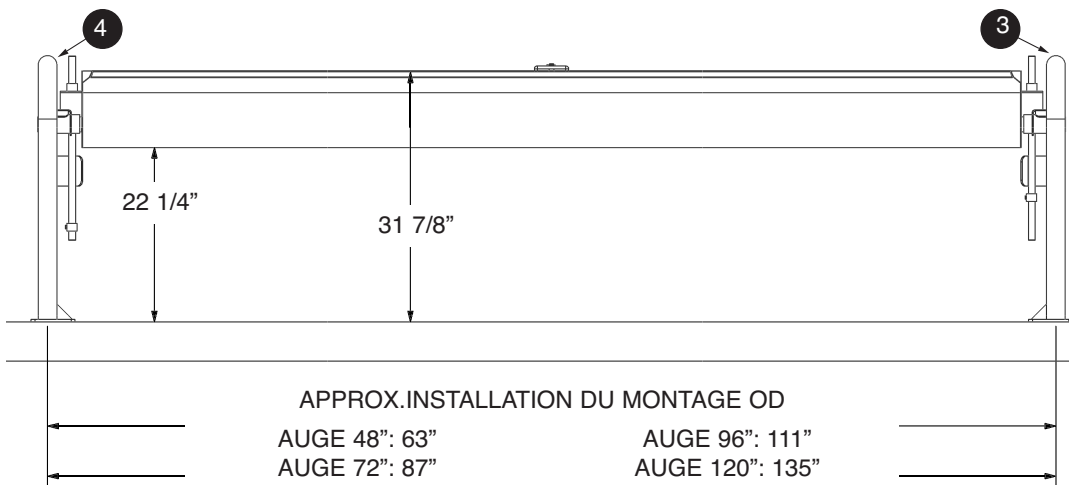 4
3
22 1/4”
31 7/8”
APPROX.INSTALLATION DU MONTAGE OD
AUGE 48”: 63”
AUGE 96”: 111”
AUGE 72”: 87”
AUGE 120”: 135”